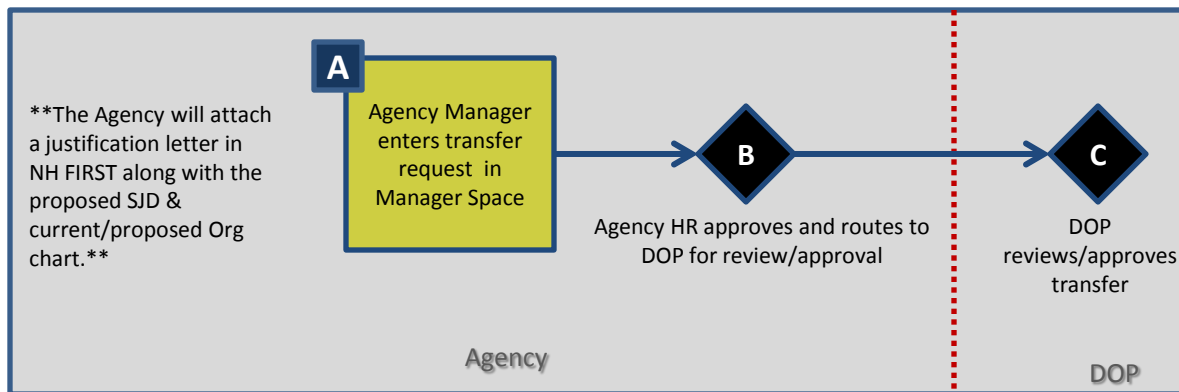 **The Agency will attach
a justification letter in
NH FIRST along with the
proposed SJD &
current/proposed Org
chart.**
A
Agency Manager
enters transfer
request in
Manager Space
B
Agency HR approves and routes to
DOP for review/approval
C
DOP
reviews/approves
transfer
Agency
DOP